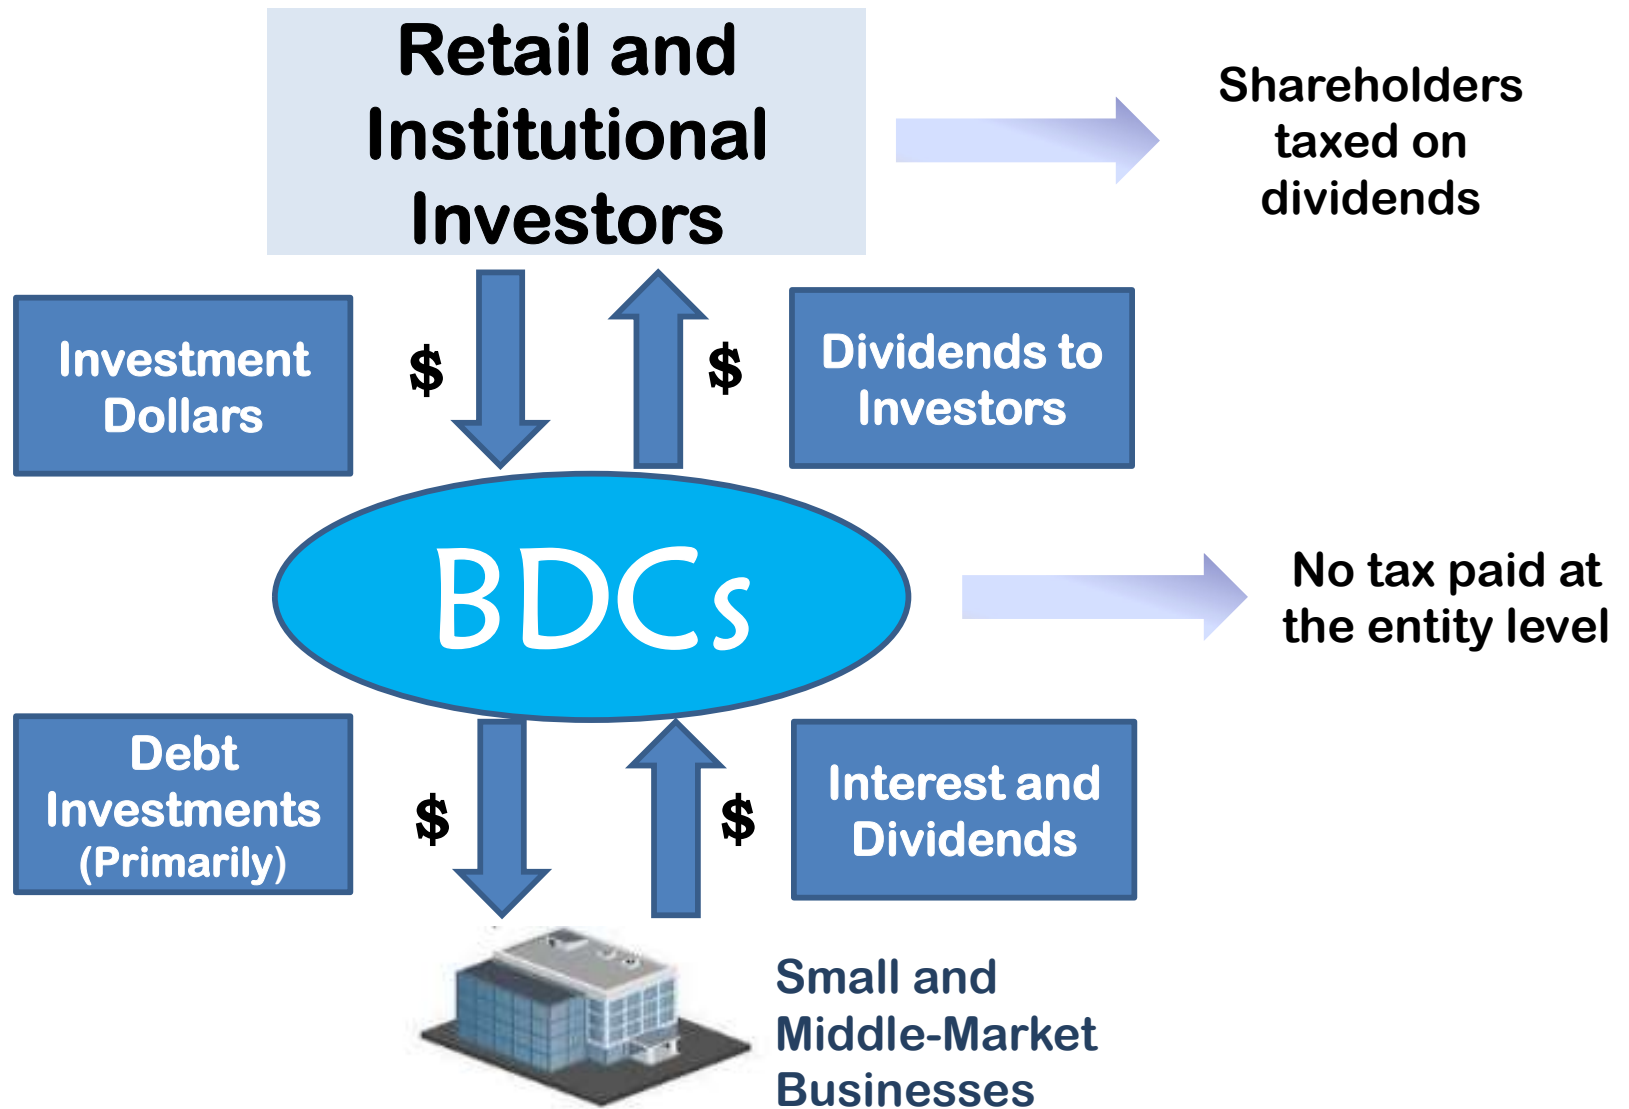 Retail and
Institutional
Investors
Shareholders
taxed on
dividends
Investment
Dollars
$
$
Dividends to
Investors
BDCs
No tax paid at
the entity level
Debt
Investments
(Primarily)
$
$
Interest and
Dividends
Small and
Middle-Market
Businesses